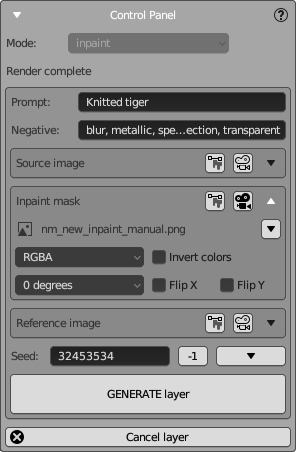 Control Panel
Mode:
inpaint
Render complete
Prompt: Knitted tiger
Negative: blur, metallic, spe...ection, transparent
Source image
Inpaint mask
nm_new_inpaint_manual.png
RGBA
Invert colors
0 degrees
Flip X
Flip Y
Reference image
Seed: 32453534 -1
GENERATE layer
Cancel layer